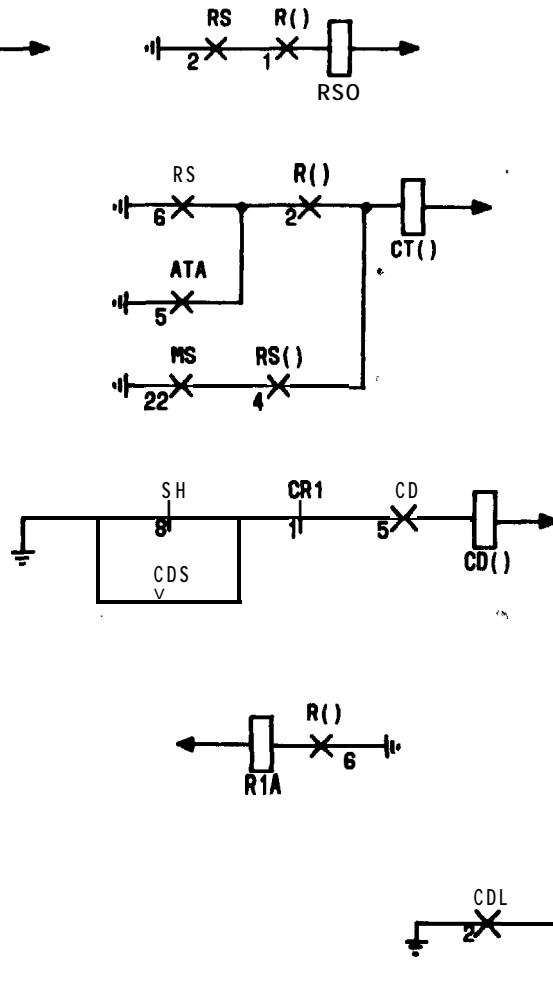 RS R()
2 1
RSO
RS R()
6 2
CT()
ATA
5
MS RS()
22 4
SH CR1 CD
8 1 5
CD()
CDS
V
R()
6
R1A
CDL
2